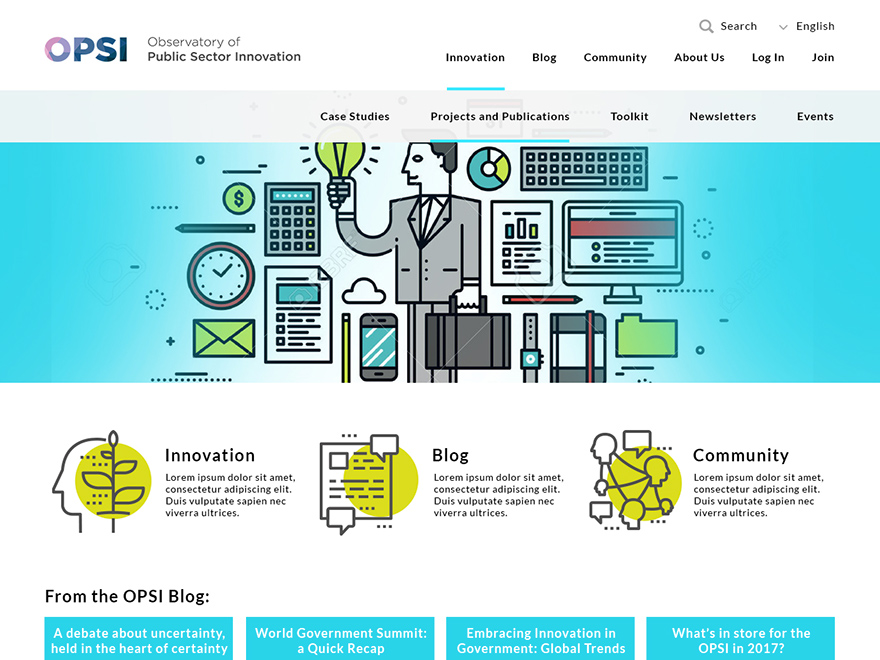 Search
English
OPSI
Observatory of
Public Sector Innovation
Innovation
Blog
Community
About Us
Log In
Join
Case Studies
Projects and Publications
Toolkit
Newsletters
Events
$
Innovation
Lorem ipsum dolor sit amet,
consectetur adipiscing elit.
Duis vulputate sapien nec
viverra ultrices.
Blog
Lorem ipsum dolor sit amet,
consectetur adipiscing elit.
Duis vulputate sapien nec
viverra ultrices.
Community
Lorem ipsum dolor sit amet,
consectetur adipiscing elit.
Duis vulputate sapien nec
viverra ultrices.
From the OPSI Blog:
A debate about uncertainty,
held in the heart of certainty
World Government Summit:
a Quick Recap
Embracing Innovation in
Government: Global Trends
What's in store for the
OPSI in 2017?